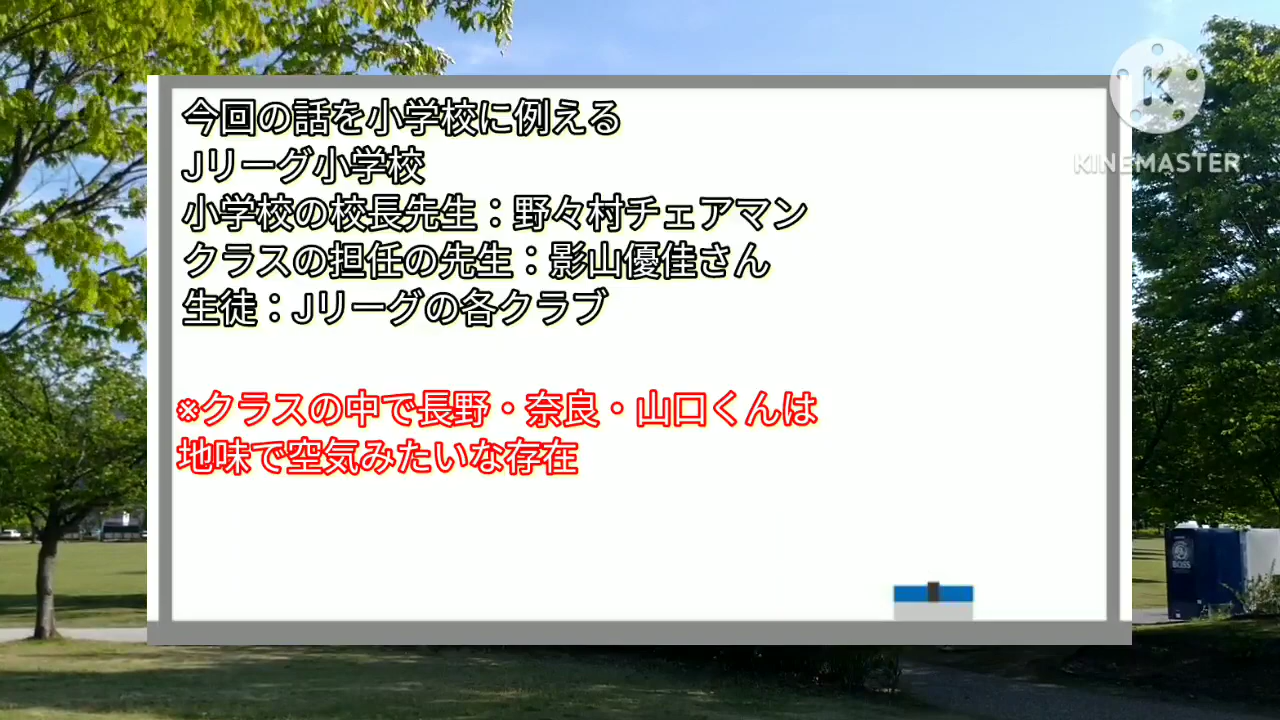 今回の話を小学校に例える
Jリーグ小学校
小学校の校長先生：野々村チェアマン
クラスの担任の先生：影山優佳さん
生徒：Jリーグの各クラブ
※クラスの中で長野・奈良・山口くんは
地味で空気みたいな存在
K
KINEMASTER
BOSS